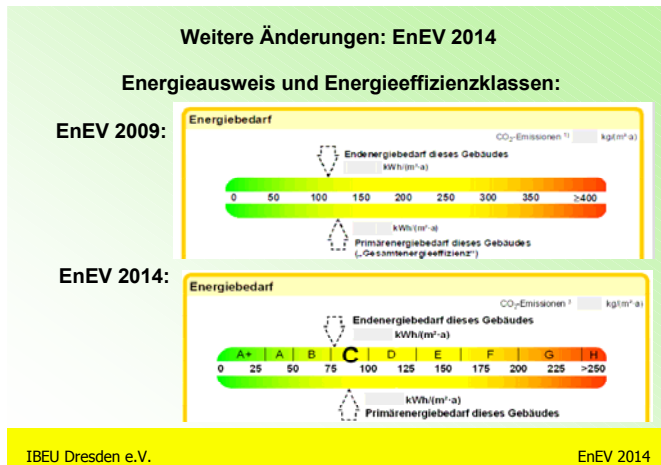 Weitere Änderungen: EnEV 2014
Energieausweis und Energieeffizienzklassen:
EnEV 2009:
Energiebedarf
CO₂-Emissionen ¹⁾ kg/(m²·a)
Endenergiebedarf dieses Gebäudes
kWh/(m²·a)
0 50 100 150 200 250 300 350 ≥400
kWh/(m²·a)
Primärenergiebedarf dieses Gebäudes
(„Gesamtenergieeffizienz“)
EnEV 2014:
Energiebedarf
CO₂-Emissionen ² kg/(m²·a)
Endenergiebedarf dieses Gebäudes
kWh/(m²·a)
A+ A B C D E F G H
0 25 50 75 100 125 150 175 200 225 >250
kWh/(m²·a)
Primärenergiebedarf dieses Gebäudes
IBEU Dresden e.V. EnEV 2014